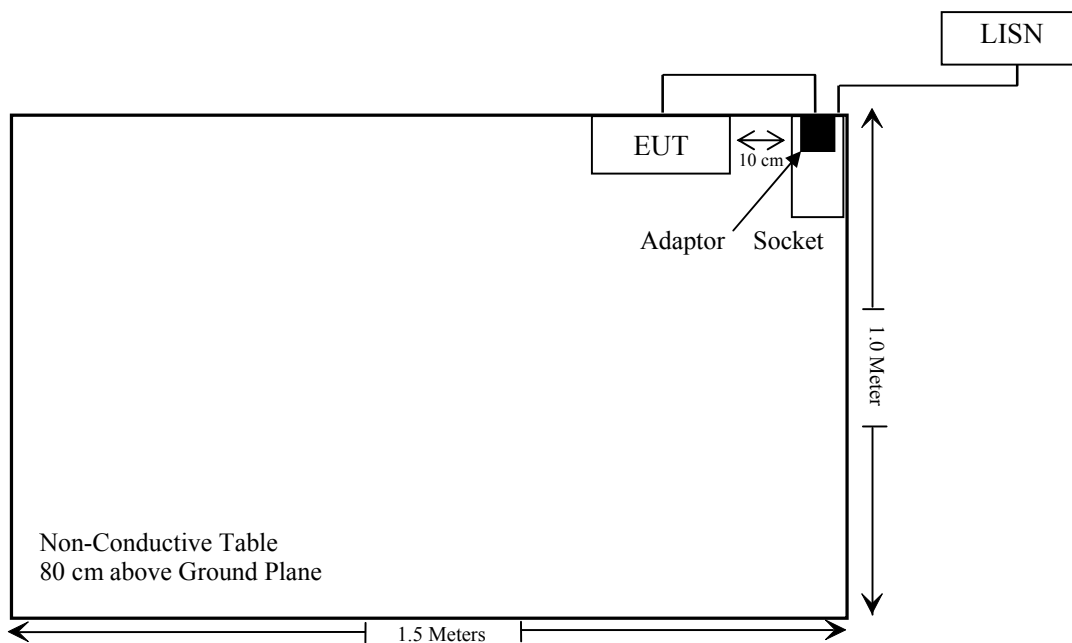 LISN
EUT
10 cm
Adaptor
Socket
1.0 Meter
Non-Conductive Table
80 cm above Ground Plane
1.5 Meters